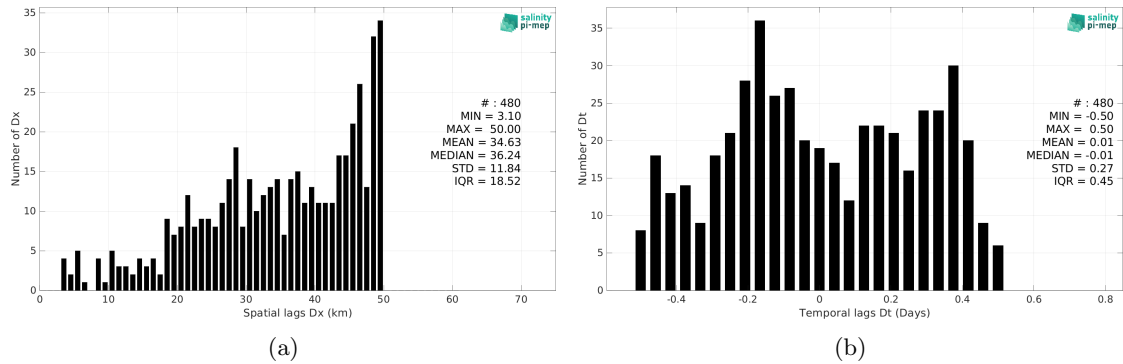 35
30
25
20
15
10
5
0
Number of Dx
0 10 20 30 40 50 60 70
Spatial lags Dx (km)
salinity
pi-mep
# : 480
MIN = 3.10
MAX = 50.00
MEAN = 34.63
MEDIAN = 36.24
STD = 11.84
IQR = 18.52
(a)
35
30
25
20
15
10
5
0
Number of Dt
-0.4 -0.2 0 0.2 0.4 0.6 0.8
Temporal lags Dt (Days)
salinity
pi-mep
# : 480
MIN = -0.50
MAX = 0.50
MEAN = 0.01
MEDIAN = -0.01
STD = 0.27
IQR = 0.45
(b)